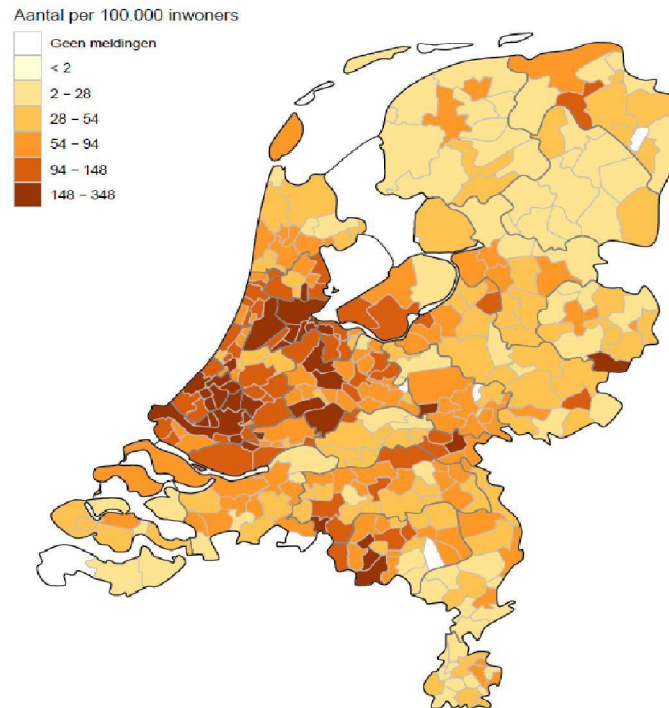 Aantal per 100.000 inwoners
Geen meldingen
< 2
2 – 28
28 – 54
54 – 94
94 – 148
148 – 348